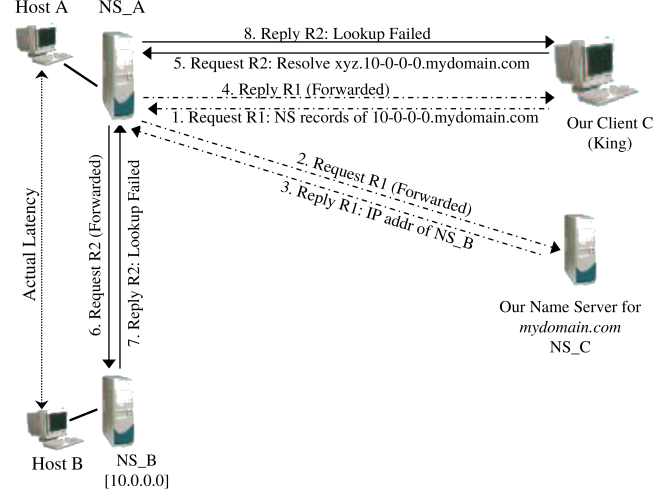 Host A
NS_A
8. Reply R2: Lookup Failed
5. Request R2: Resolve xyz.10-0-0-0.mydomain.com
4. Reply R1 (Forwarded)
1. Request R1: NS records of 10-0-0-0.mydomain.com
Our Client C
(King)
2. Request R1 (Forwarded)
3. Reply R1: IP addr of NS_B
Actual Latency
6. Request R2 (Forwarded)
7. Reply R2: Lookup Failed
Our Name Server for
mydomain.com
NS_C
Host B
NS_B
[10.0.0.0]